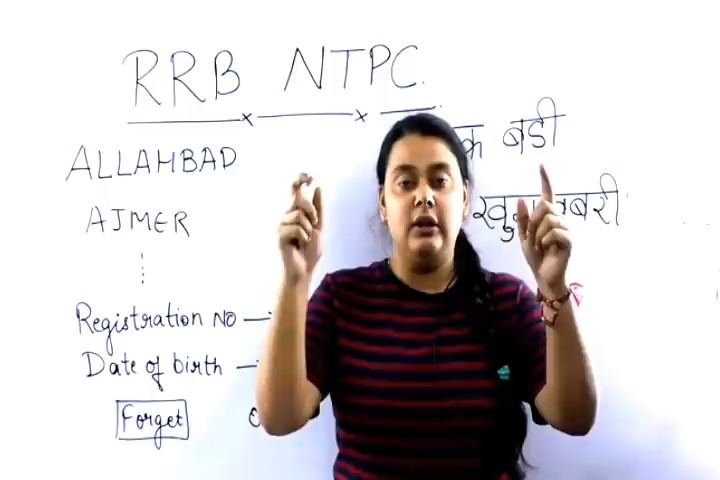 RRB NTPC.
ALLAHBAD
क बडी
AJMER
Registration NO —
Date of birth —
Forget